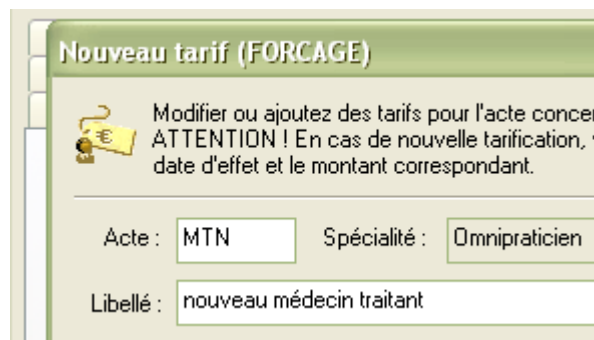 Nouveau tarif (FORCAGE)
Modifier ou ajoutez des tarifs pour l'acte
ATTENTION ! En cas de nouvelle tarification,
date d'effet et le montant correspondant.
Acte : MTN Spécialité : Omnipraticien
Libellé : nouveau médecin traitant